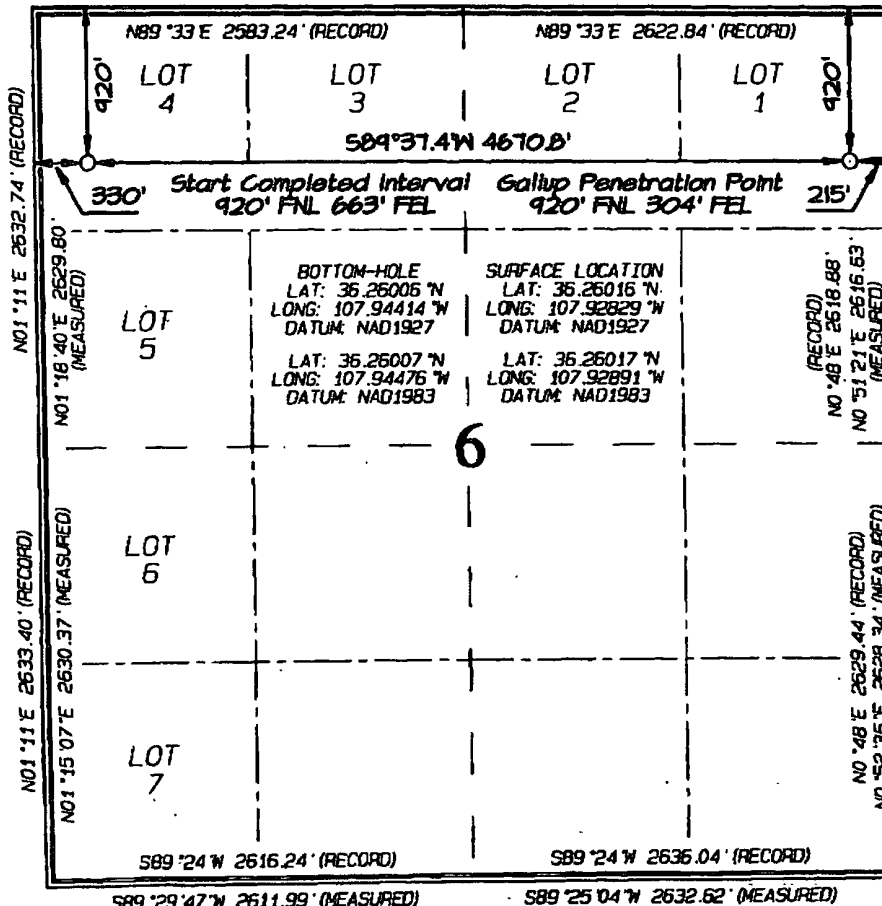 N89°33'E 2583.24' (RECORD)
N89°33'E 2622.84' (RECORD)
920'
LOT
4
LOT
3
LOT
2
LOT
1
920'
S89°37.4'W 4670.8'
330'
Start Completed Interval
920' FNL 663' FEL
Gallup Penetration Point
920' FNL 304' FEL
215'
N01°11'E 2632.74' (RECORD)
N01°18'40"E 2629.80'
(MEASURED)
LOT
5
BOTTOM-HOLE
LAT: 36.26006°N
LONG: 107.94414°W
DATUM: NAD1927
LAT: 36.26007°N
LONG: 107.94476°W
DATUM: NAD1983
SURFACE LOCATION
LAT: 36.26016°N
LONG: 107.92829°W
DATUM: NAD1927
LAT: 36.26017°N
LONG: 107.92891°W
DATUM: NAD1983
(RECORD)
N0°48'E 2618.88'
N0°51'21"E 2616.63'
(MEASURED)
6
N01°11'E 2633.40' (RECORD)
N01°15'07"E 2630.37' (MEASURED)
LOT
6
LOT
7
N0°48'E 2629.44' (RECORD)
N0°52'36"E 2628.34' (MEASURED)
S89°24'W 2616.24' (RECORD)
S89°24'W 2636.04' (RECORD)
S89°29'47"W 2611.99' (MEASURED)
S89°25'04"W 2632.62' (MEASURED)